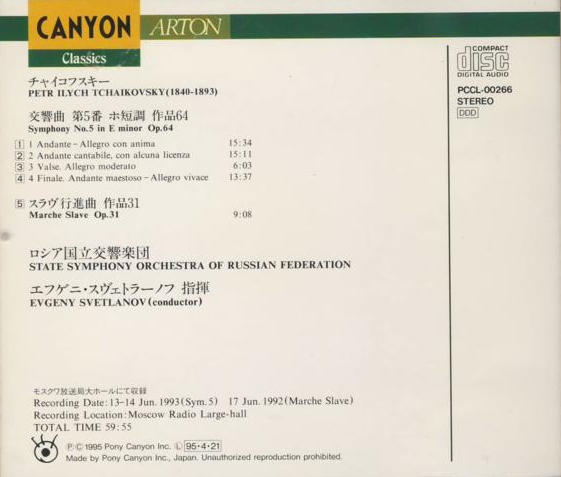 CANYON ARTON
Classics
COMPACT
disc
DIGITAL AUDIO
PCCL-00266
STEREO
DDD
チャイコフスキー
PETR ILYCH TCHAIKOVSKY(1840-1893)
交響曲 第5番 ホ短調 作品64
Symphony No.5 in E minor Op.64
1 1 Andante–Allegro con anima 15:34
2 2 Andante cantabile, con alcuna licenza 15:11
3 3 Valse. Allegro moderato 6:03
4 4 Finale. Andante maestoso–Allegro vivace 13:37
5 スラヴ行進曲 作品31
Marche Slave Op.31 9:08
ロシア国立交響楽団
STATE SYMPHONY ORCHESTRA OF RUSSIAN FEDERATION
エフゲニ・スヴェトラーノフ 指揮
EVGENY SVETLANOV(conductor)
モスクワ放送局大ホールにて収録
Recording Date:13-14 Jun.1993(Sym.5) 17 Jun.1992(Marche Slave)
Recording Location:Moscow Radio Large-hall
TOTAL TIME 59:55
Ⓟ© 1995 Pony Canyon Inc. Ⓛ 95・4・21
Made by Pony Canyon Inc., Japan. Unauthorized reproduction prohibited.